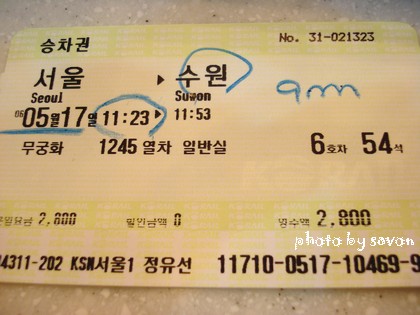 승차권 No. 31-021323
서울 ▸ 수원
Seoul Suwon
06 05월17일 11:23 ▸ 11:53
무궁화 1245 열차 일반실 6호차 54석
2,800 할인금액 0 영수액 2,800
photo by savon
84311-202 KSN서울1 정유선 11710-0517-10469-9